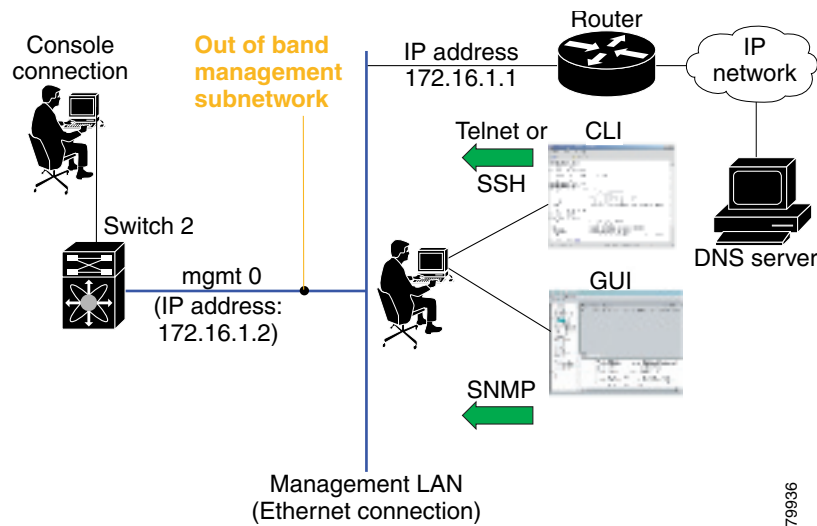 Console
connection
Out of band
management
subnetwork
IP address
172.16.1.1
Router
IP
network
Telnet or
SSH
CLI
Switch 2
DNS server
mgmt 0
(IP address:
172.16.1.2)
GUI
SNMP
Management LAN
(Ethernet connection)
79936